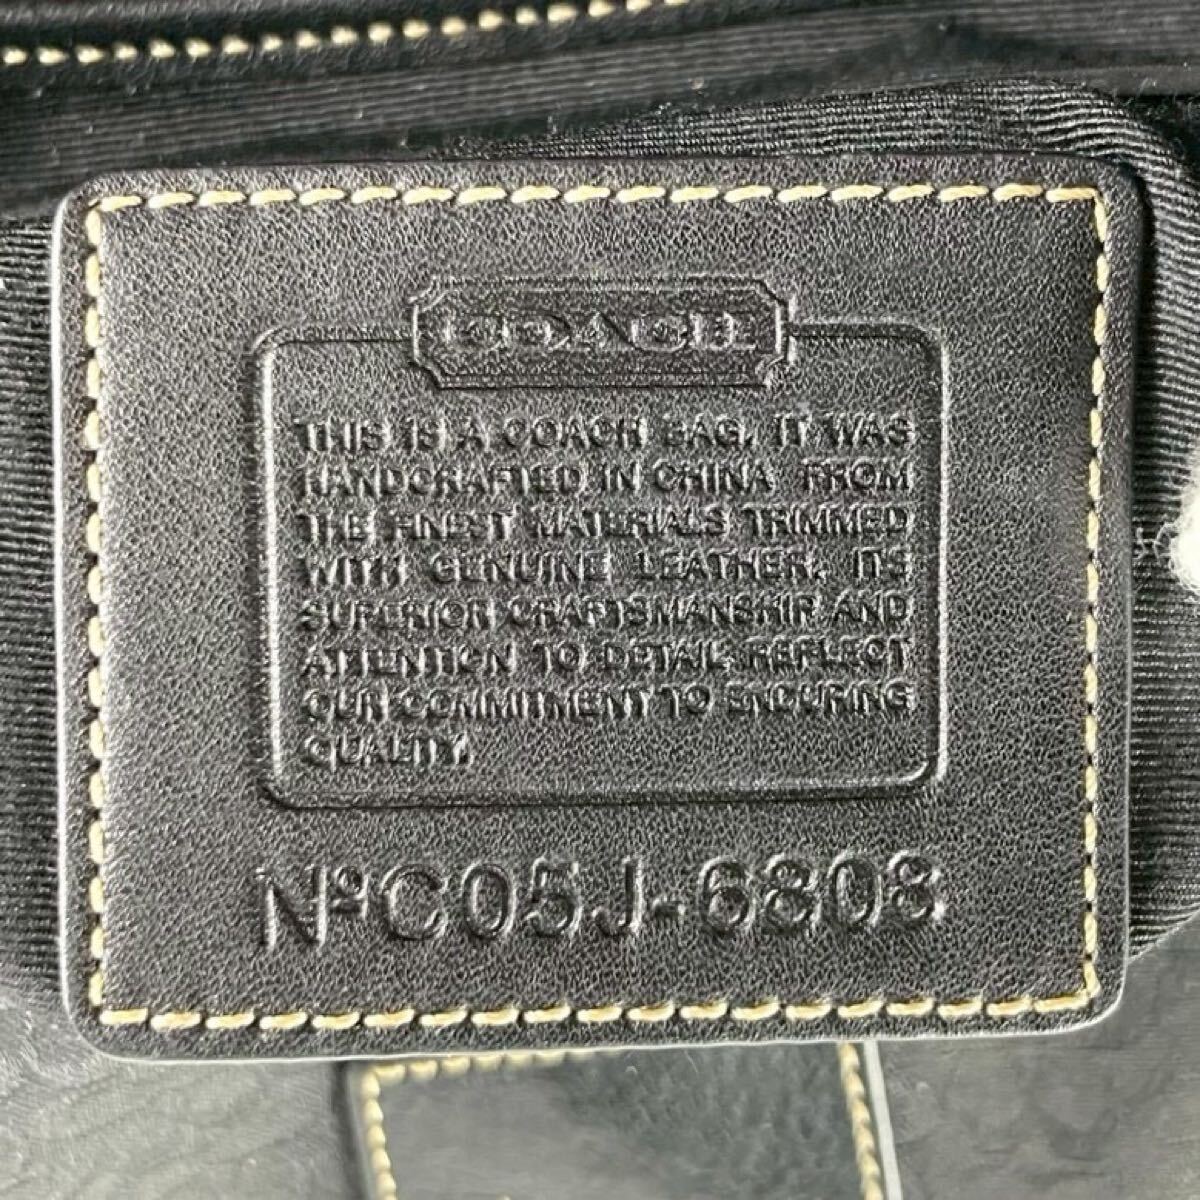 COACH
THIS IS A COACH BAG. IT WAS
HANDCRAFTED IN CHINA FROM
THE FINEST MATERIALS TRIMMED
WITH GENUINE LEATHER. ITS
SUPERIOR CRAFTSMANSHIP AND
ATTENTION TO DETAIL REFLECT
OUR COMMITMENT TO ENDURING
QUALITY.
NºC05J-6808